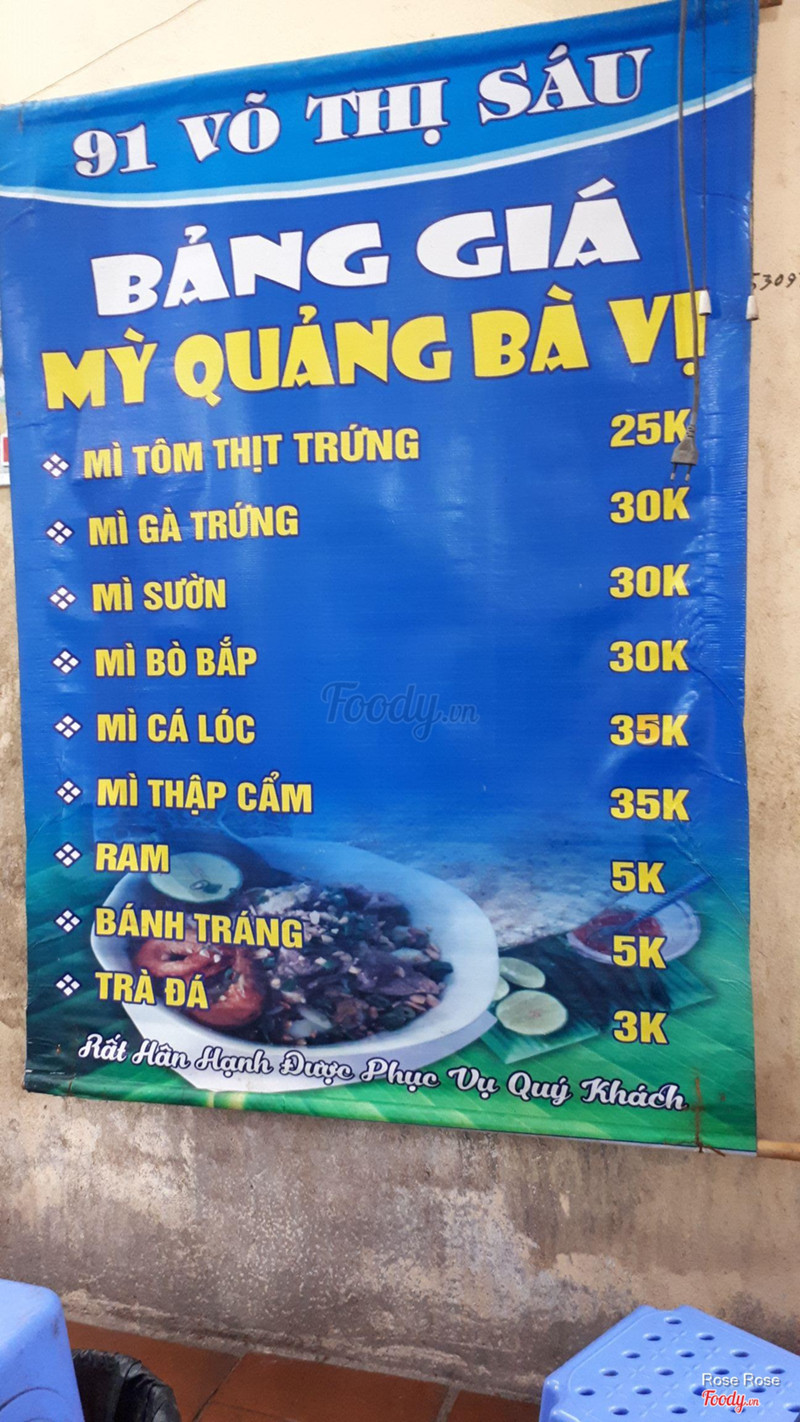 91 VÕ THỊ SÁU
BẢNG GIÁ
MỲ QUẢNG BÀ VỊ
MÌ TÔM THỊT TRỨNG 25K
MÌ GÀ TRỨNG 30K
MÌ SƯỜN 30K
MÌ BÒ BẮP 30K
MÌ CÁ LÓC 35K
MÌ THẬP CẨM 35K
RAM 5K
BÁNH TRÁNG 5K
TRÀ ĐÁ 3K
Rất Hân Hạnh Được Phục Vụ Quý Khách
Foody.vn
Rose Rose
Foody.vn